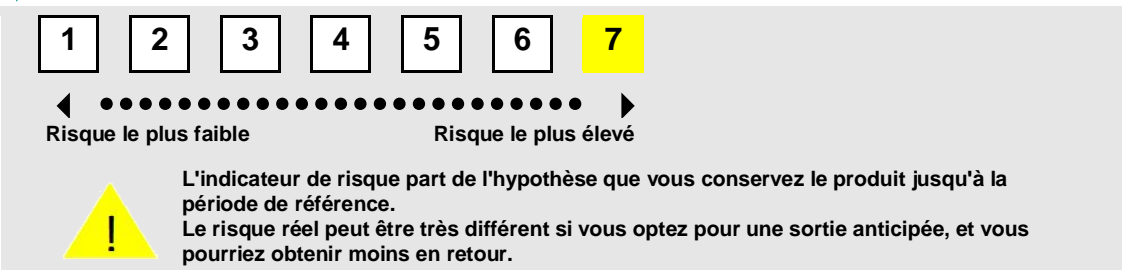 1 2 3 4 5 6 7
Risque le plus faible Risque le plus élevé
L'indicateur de risque part de l'hypothèse que vous conservez le produit jusqu'à la
période de référence.
Le risque réel peut être très différent si vous optez pour une sortie anticipée, et vous
pourriez obtenir moins en retour.
!